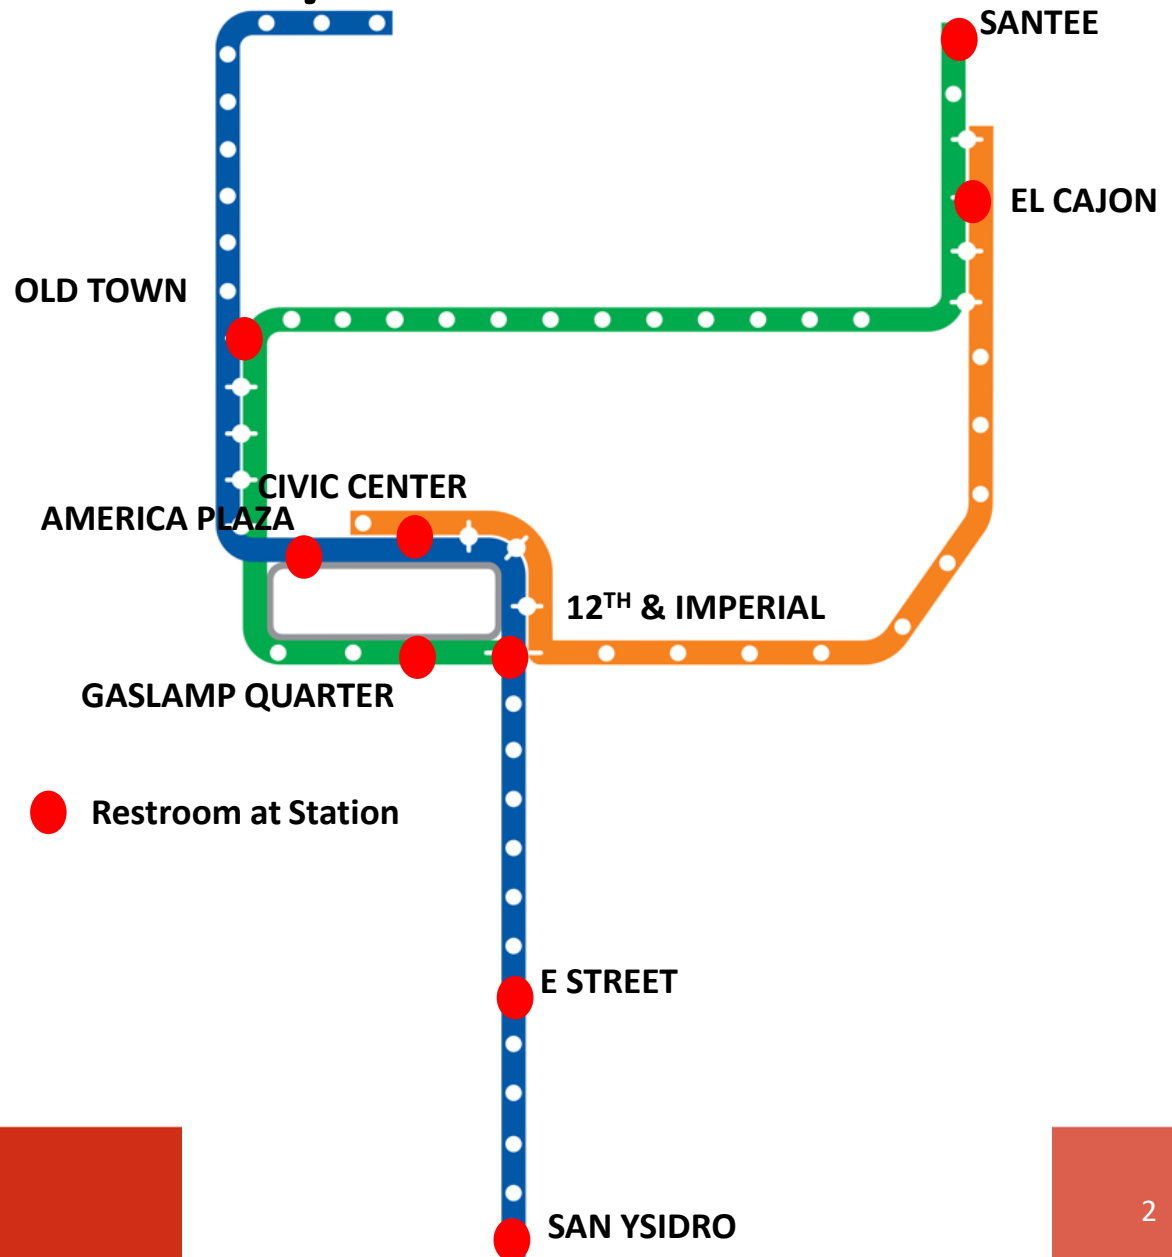 SANTEE
EL CAJON
OLD TOWN
CIVIC CENTER
AMERICA PLAZA
12TH & IMPERIAL
GASLAMP QUARTER
Restroom at Station
E STREET
SAN YSIDRO
2